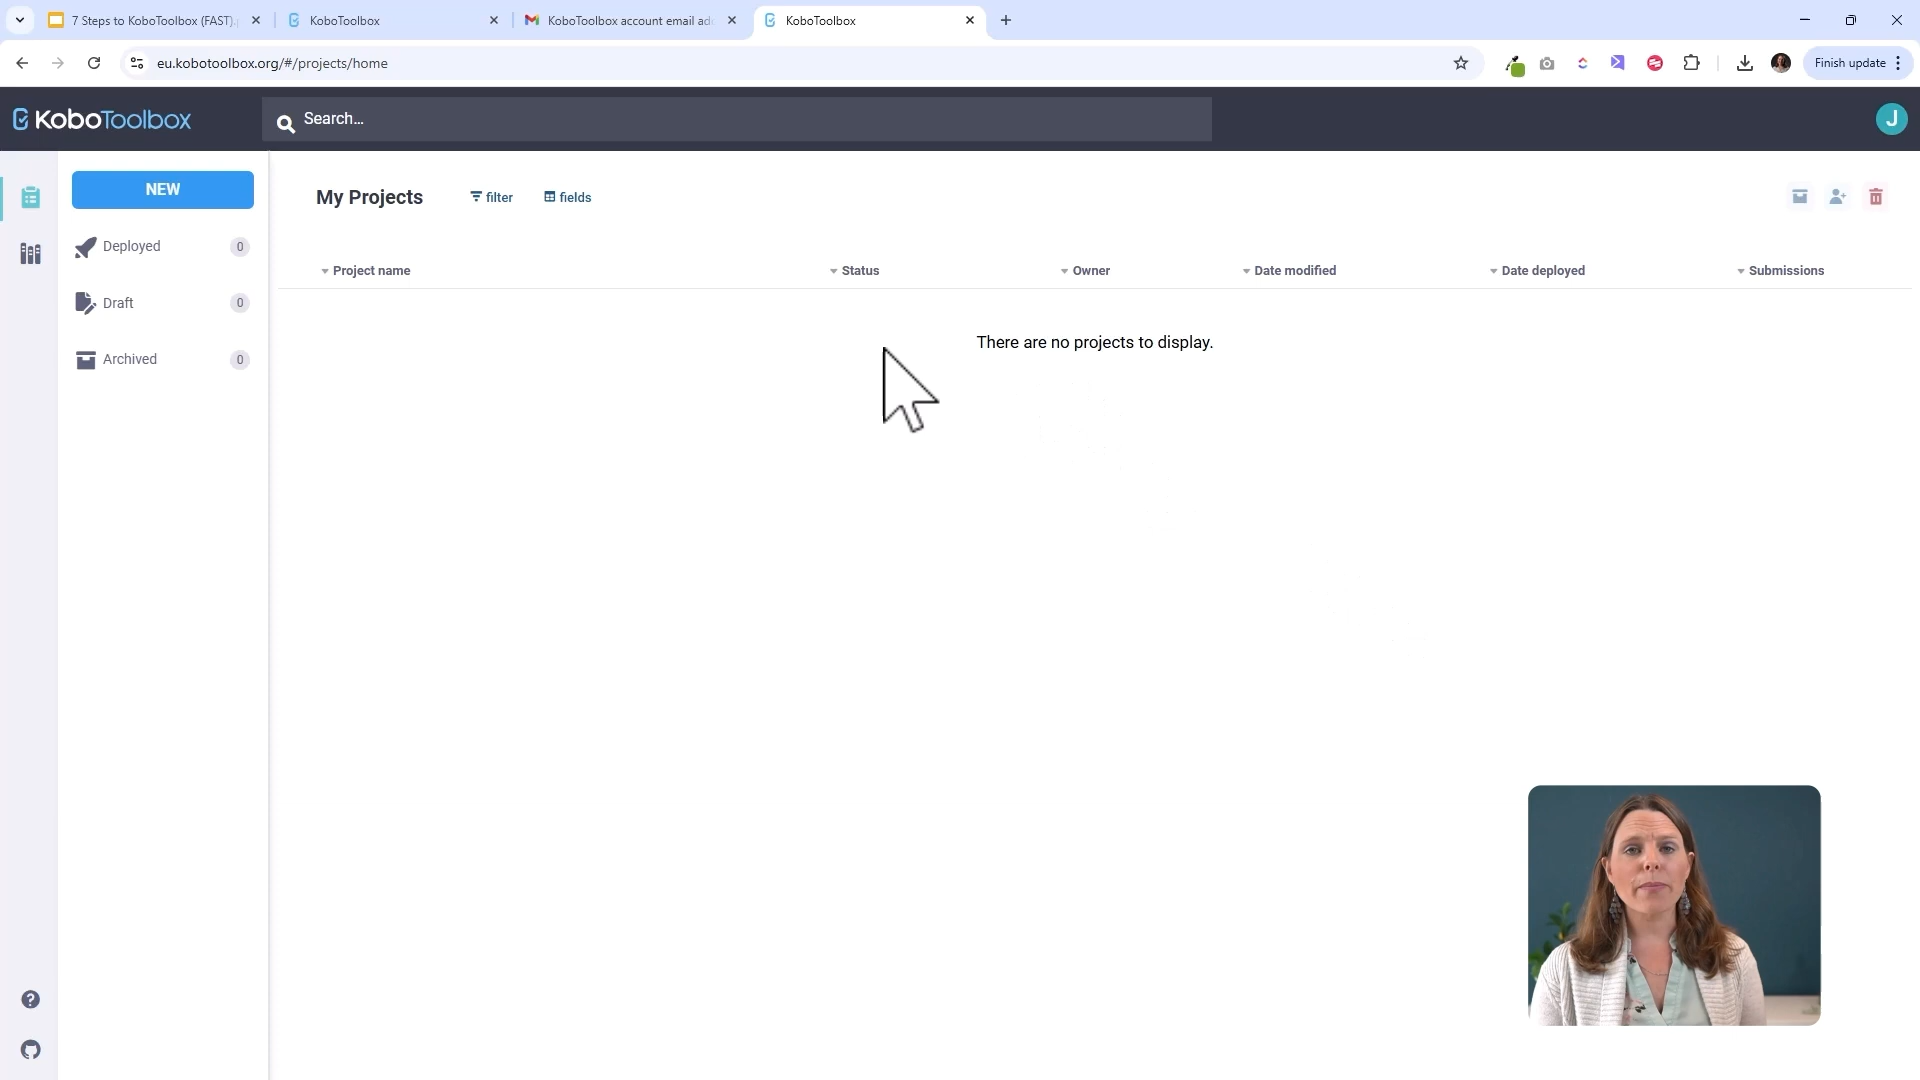 7 Steps to KoboToolbox (FAST).
KoboToolbox
KoboToolbox account email ad
KoboToolbox
eu.kobotoolbox.org/#/projects/home
Finish update
KoboToolbox
Search...
J
NEW
My Projects
filter
fields
Deployed
0
Draft
0
Archived
0
Project name
Status
Owner
Date modified
Date deployed
Submissions
There are no projects to display.